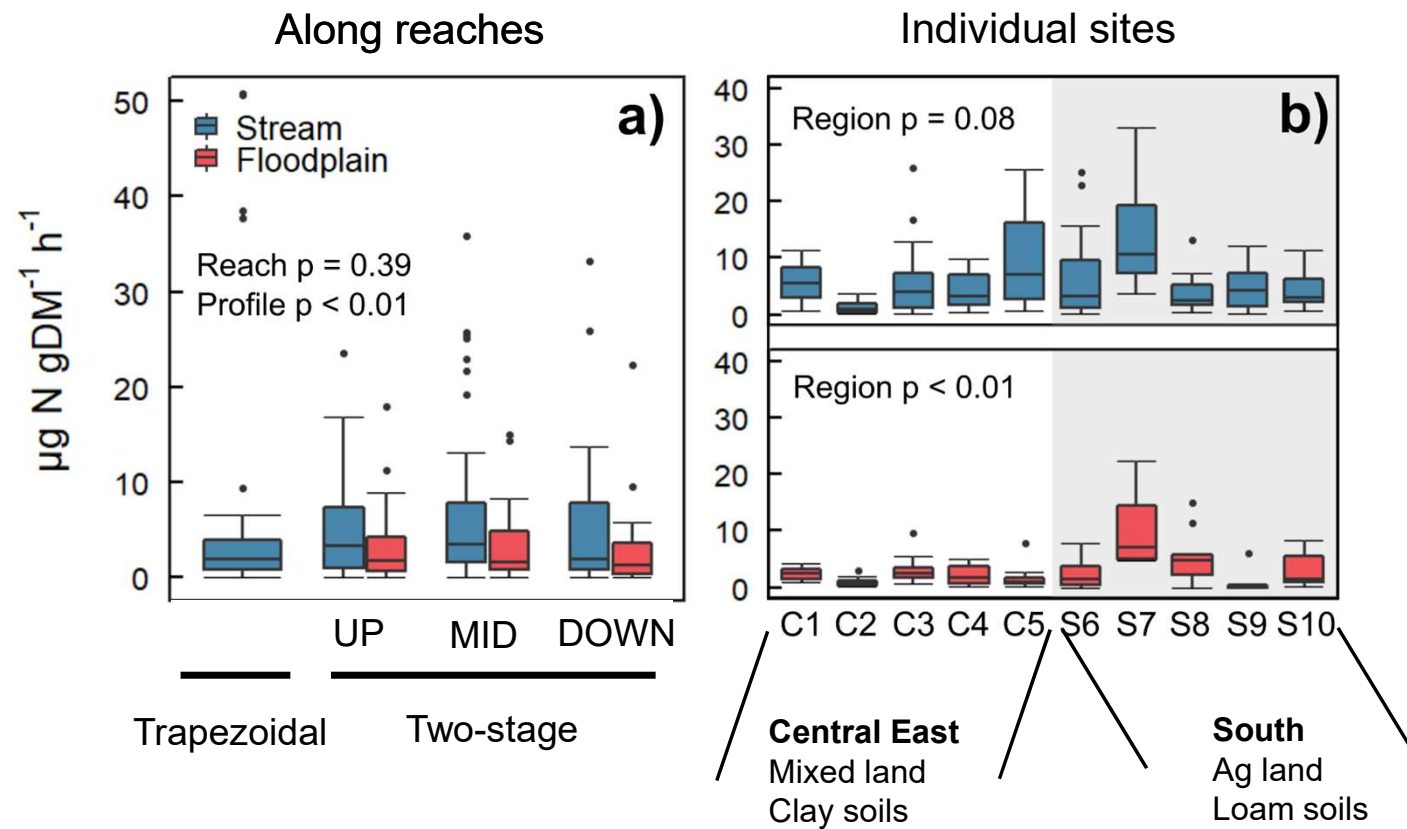 Along reaches
Individual sites
µg N gDM⁻¹ h⁻¹
50
40
30
20
10
0
Stream
Floodplain
a)
Reach p = 0.39
Profile p < 0.01
UP MID DOWN
Trapezoidal
Two-stage
40
30
20
10
0
Region p = 0.08
b)
40
30
20
10
0
Region p < 0.01
C1 C2 C3 C4 C5 S6 S7 S8 S9 S10
Central East
Mixed land
Clay soils
South
Ag land
Loam soils